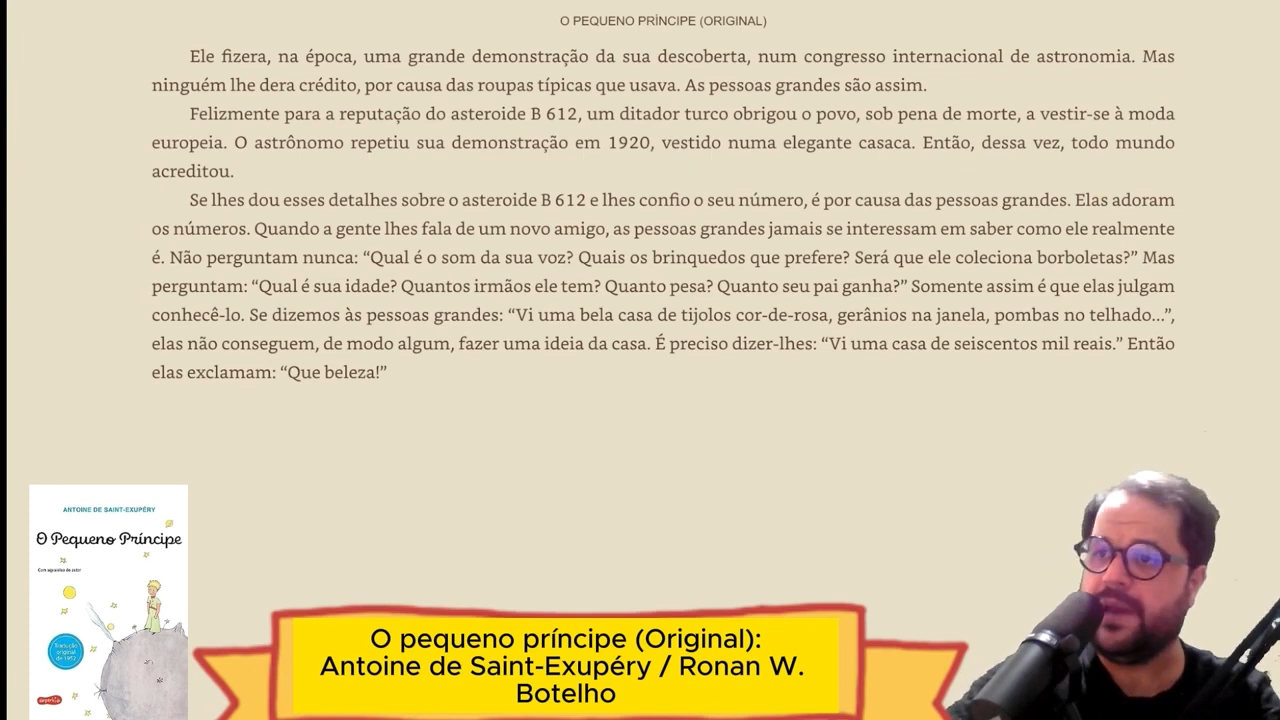 O PEQUENO PRÍNCIPE (ORIGINAL)
Ele fizera, na época, uma grande demonstração da sua descoberta, num congresso internacional de astronomia. Mas
ninguém lhe dera crédito, por causa das roupas típicas que usava. As pessoas grandes são assim.
Felizmente para a reputação do asteroide B 612, um ditador turco obrigou o povo, sob pena de morte, a vestir-se à moda
europeia. O astrônomo repetiu sua demonstração em 1920, vestido numa elegante casaca. Então, dessa vez, todo mundo
acreditou.
Se lhes dou esses detalhes sobre o asteroide B 612 e lhes confio o seu número, é por causa das pessoas grandes. Elas adoram
os números. Quando a gente lhes fala de um novo amigo, as pessoas grandes jamais se interessam em saber como ele realmente
é. Não perguntam nunca: “Qual é o som da sua voz? Quais os brinquedos que prefere? Será que ele coleciona borboletas?” Mas
perguntam: “Qual é sua idade? Quantos irmãos ele tem? Quanto pesa? Quanto seu pai ganha?” Somente assim é que elas julgam
conhecê-lo. Se dizemos às pessoas grandes: “Vi uma bela casa de tijolos cor-de-rosa, gerânios na janela, pombas no telhado...”,
elas não conseguem, de modo algum, fazer uma ideia da casa. É preciso dizer-lhes: “Vi uma casa de seiscentos mil reais.” Então
elas exclamam: “Que beleza!”
ANTOINE DE SAINT-EXUPÉRY
O Pequeno Príncipe
Com aquarelas do autor
Tradução
original
de 1952
O pequeno príncipe (Original):
Antoine de Saint-Exupéry / Ronan W.
Botelho